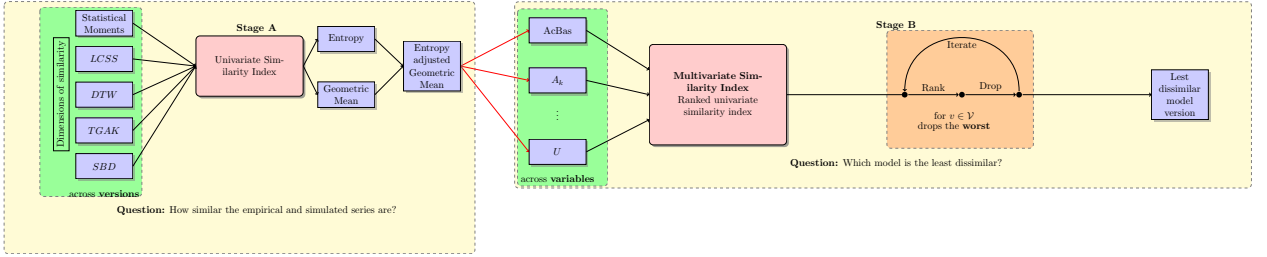 Stage A
Dimensions of similarity
Statistical
Moments
LCSS
DTW
TGAK
SBD
across versions
Univariate Sim-
ilarity Index
Entropy
Geometric
Mean
Entropy
adjusted
Geometric
Mean
Question: How similar the empirical and simulated series are?
Stage B
AcBas
A_k
⋮
U
across variables
Multivariate Sim-
ilarity Index
Ranked univariate
similarity index
Iterate
Rank
Drop
for v ∈ 𝒱
drops the worst
Lest
dissimilar
model
version
Question: Which model is the least dissimilar?